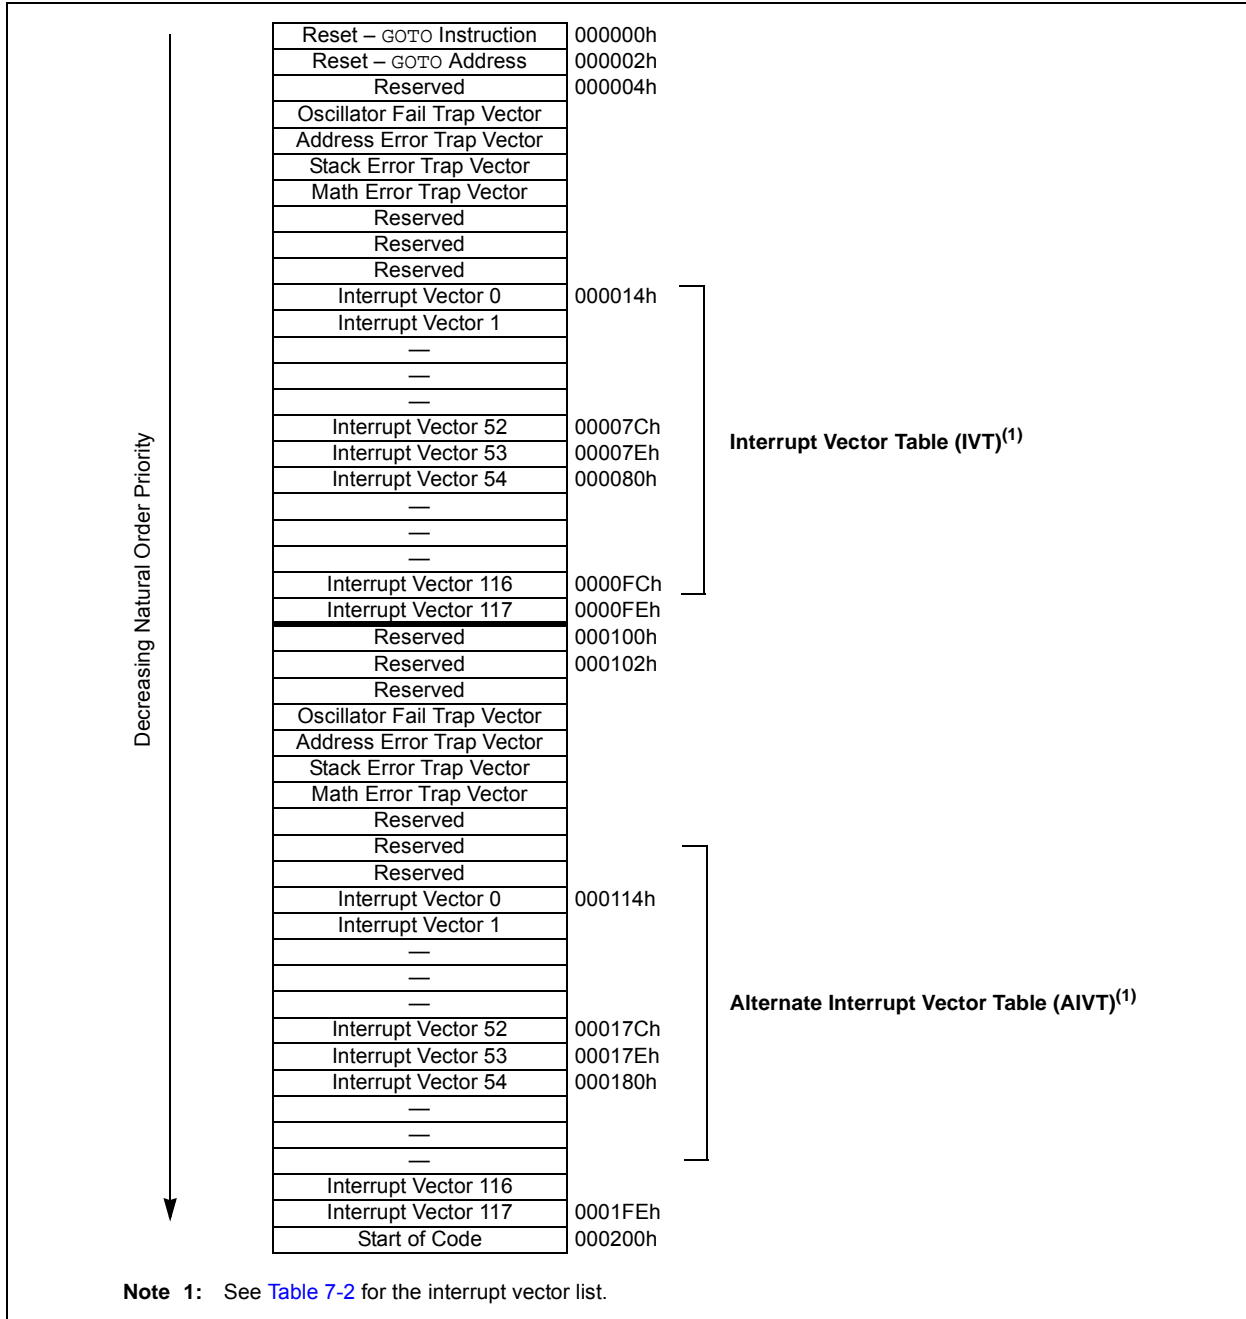 Reset – GOTO Instruction 000000h
Reset – GOTO Address 000002h
Reserved 000004h
Oscillator Fail Trap Vector
Address Error Trap Vector
Stack Error Trap Vector
Math Error Trap Vector
Reserved
Reserved
Reserved
Interrupt Vector 0 000014h
Interrupt Vector 1
—
—
—
Interrupt Vector 52 00007Ch
Interrupt Vector 53 00007Eh
Interrupt Vector 54 000080h
—
—
—
Interrupt Vector 116 0000FCh
Interrupt Vector 117 0000FEh
Interrupt Vector Table (IVT)(1)
Decreasing Natural Order Priority
Reserved 000100h
Reserved 000102h
Reserved
Oscillator Fail Trap Vector
Address Error Trap Vector
Stack Error Trap Vector
Math Error Trap Vector
Reserved
Reserved
Reserved
Interrupt Vector 0 000114h
Interrupt Vector 1
—
—
—
Interrupt Vector 52 00017Ch
Interrupt Vector 53 00017Eh
Interrupt Vector 54 000180h
—
—
—
Interrupt Vector 116
Interrupt Vector 117 0001FEh
Start of Code 000200h
Alternate Interrupt Vector Table (AIVT)(1)
Note 1: See Table 7-2 for the interrupt vector list.